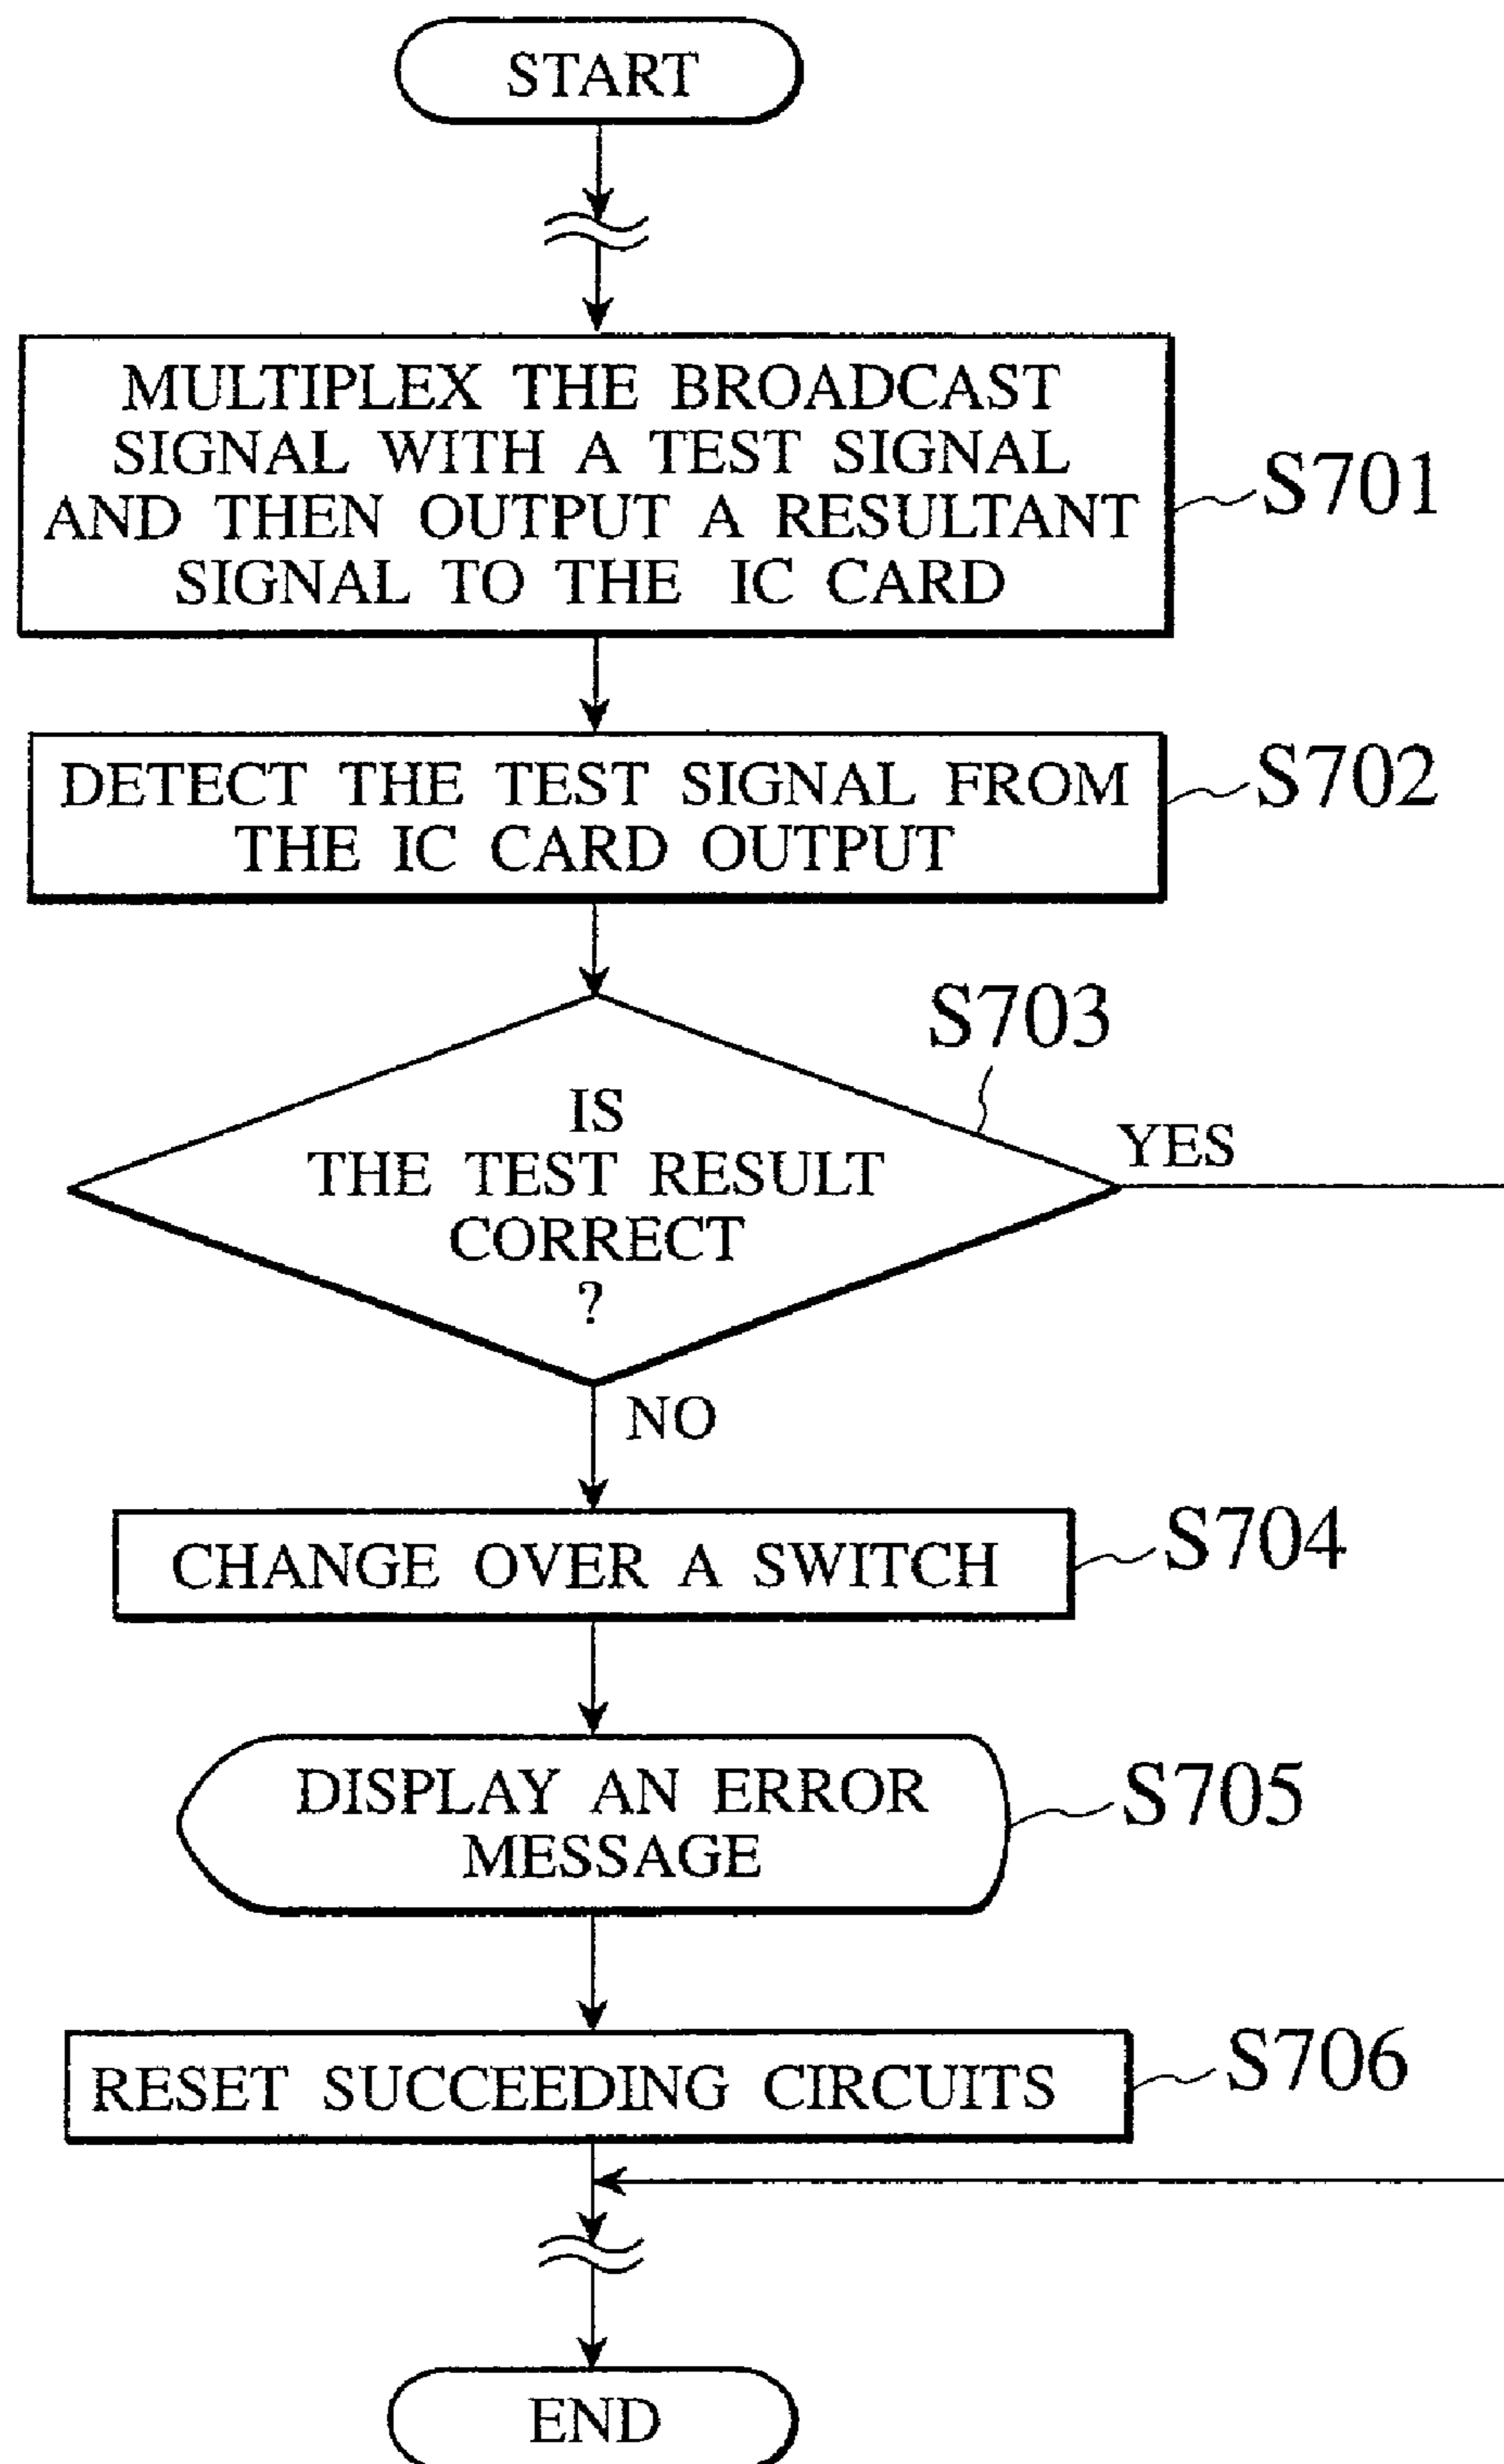 START
MULTIPLEX THE BROADCAST
SIGNAL WITH A TEST SIGNAL
AND THEN OUTPUT A RESULTANT
SIGNAL TO THE IC CARD
S701
DETECT THE TEST SIGNAL FROM
THE IC CARD OUTPUT
S702
S703
IS
THE TEST RESULT
CORRECT
?
YES
NO
CHANGE OVER A SWITCH
S704
DISPLAY AN ERROR
MESSAGE
S705
RESET SUCCEEDING CIRCUITS
S706
END